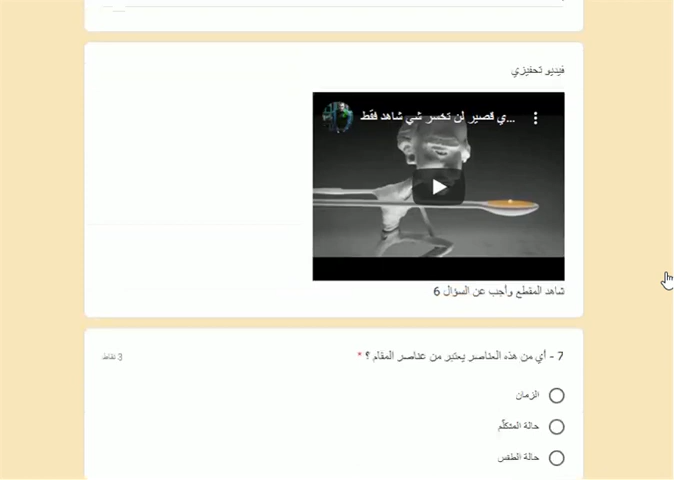 فيديو تحفيزي
...ي قصير لن تخسر شي شاهد فقط
شاهد المقطع وأجب عن السؤال 6
7 - أي من هذه العناصر يعتبر من عناصر المقام ؟ *
3 نقاط
الزمان
حالة المتكلّم
حالة الطقس